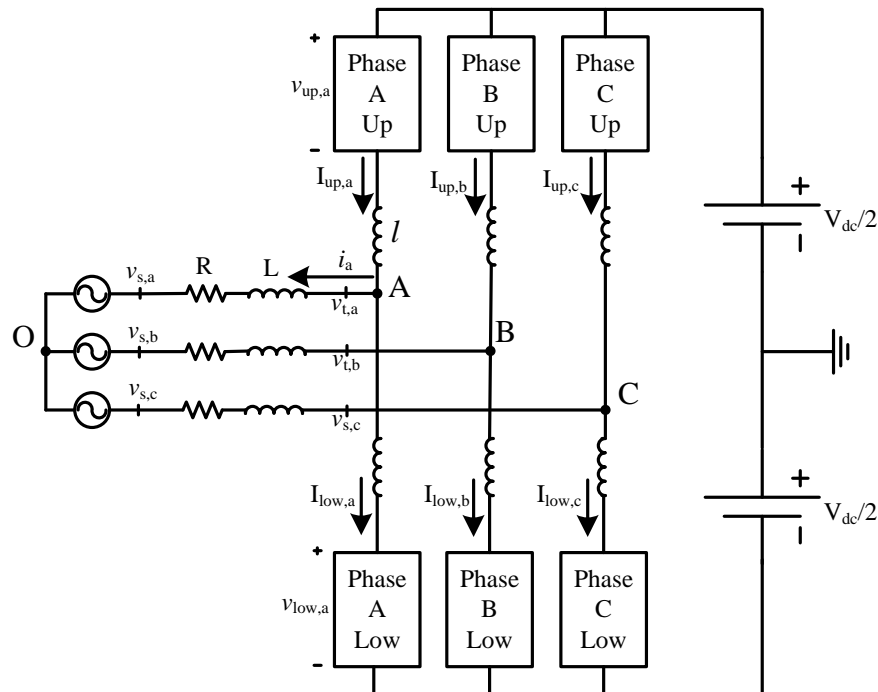 +
Phase A Up
Phase B Up
Phase C Up
v_up,a
-
I_up,a
I_up,b
I_up,c
+
V_dc/2
-
l
i_a
v_s,a
R
L
v_t,a
A
O
v_s,b
v_t,b
B
v_s,c
v_s,c
C
I_low,a
I_low,b
I_low,c
+
V_dc/2
-
+
Phase A Low
Phase B Low
Phase C Low
v_low,a
-